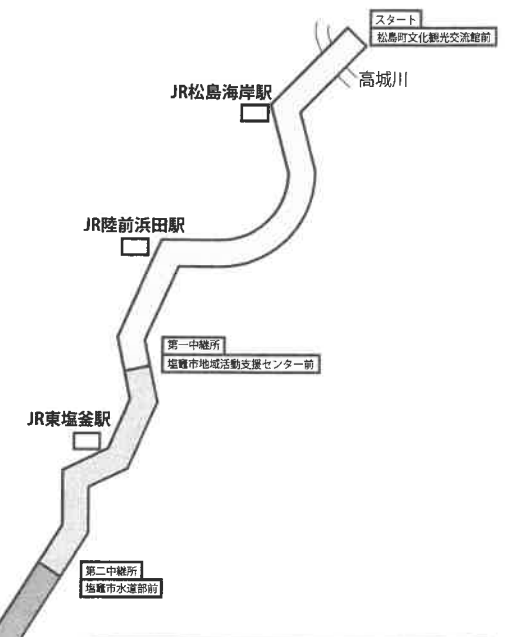 スタート
松島町文化観光交流館前
高城川
JR松島海岸駅
JR陸前浜田駅
第一中継所
塩竈市地域活動支援センター前
JR東塩釜駅
第二中継所
塩竈市水道部前